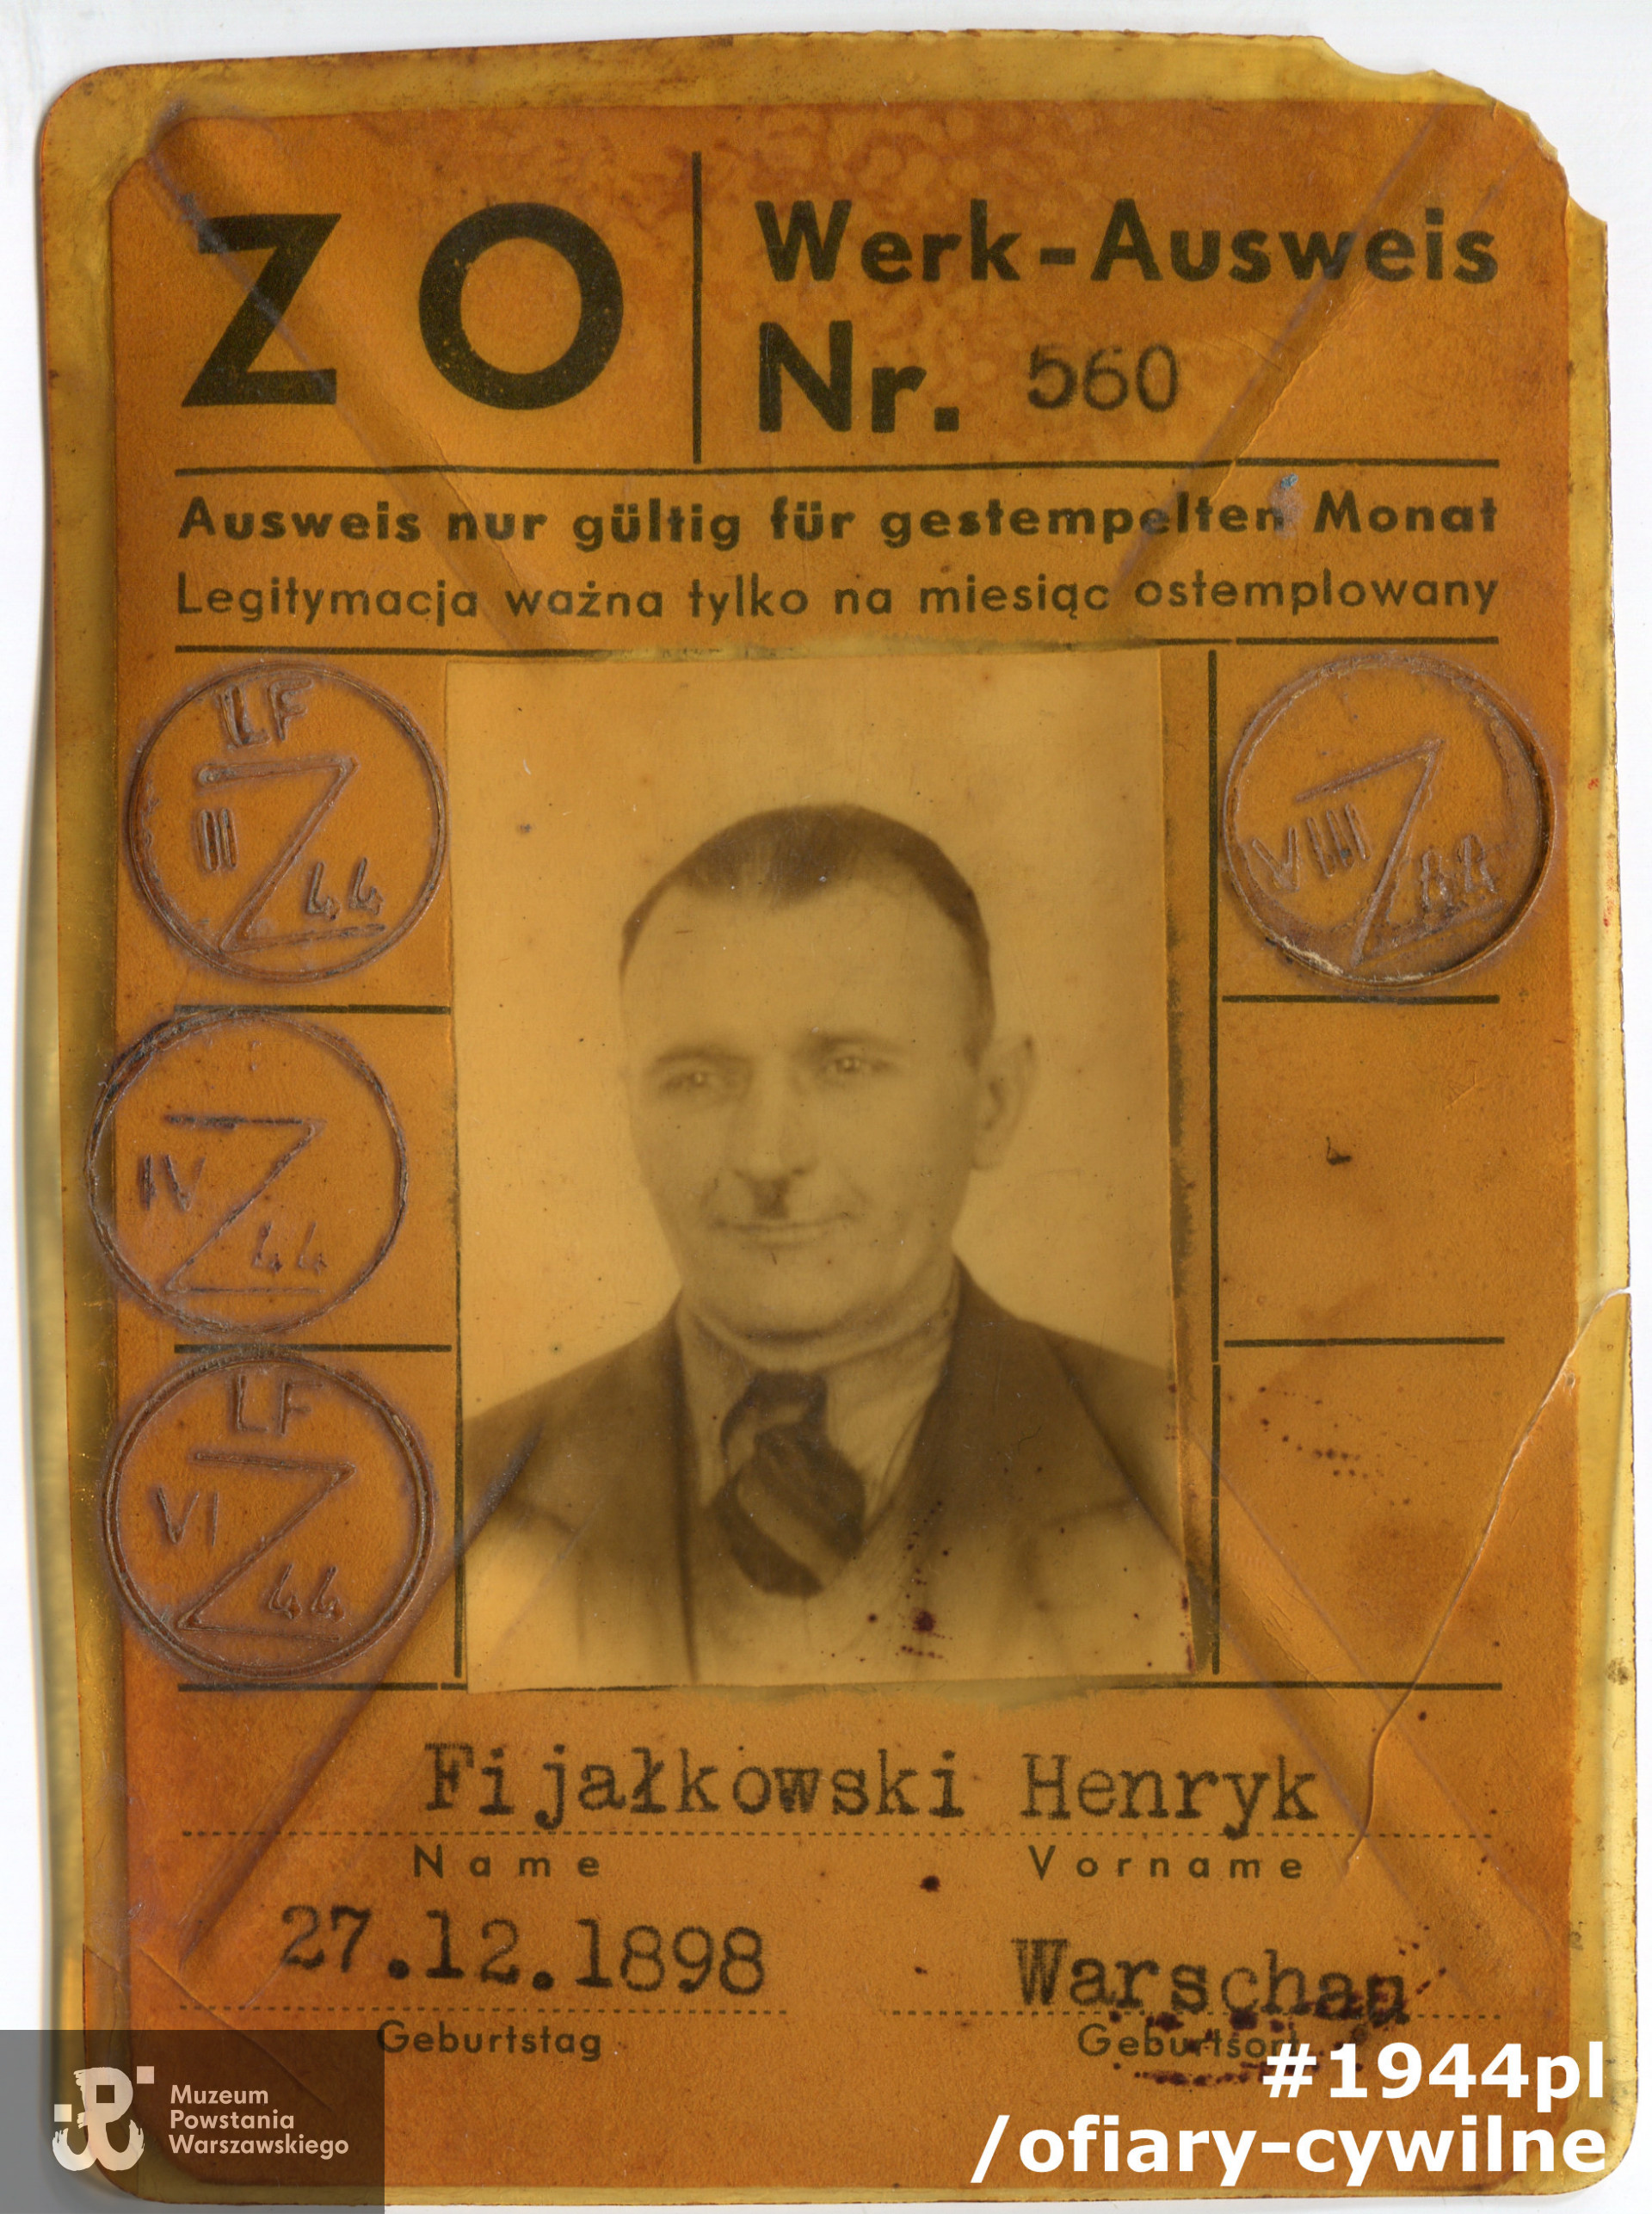 Z O
Werk-Ausweis
Nr. 560
Ausweis nur gültig für gestempelten Monat
Legitymacja ważna tylko na miesiąc ostemplowany
LF
II
44
VIII
44
IV
44
LF
VI
44
Fijałkowski Henryk
Name Vorname
27.12.1898 Warschau
Geburtstag Geburtsort
Muzeum
Powstania
Warszawskiego
#1944pl
/ofiary-cywilne